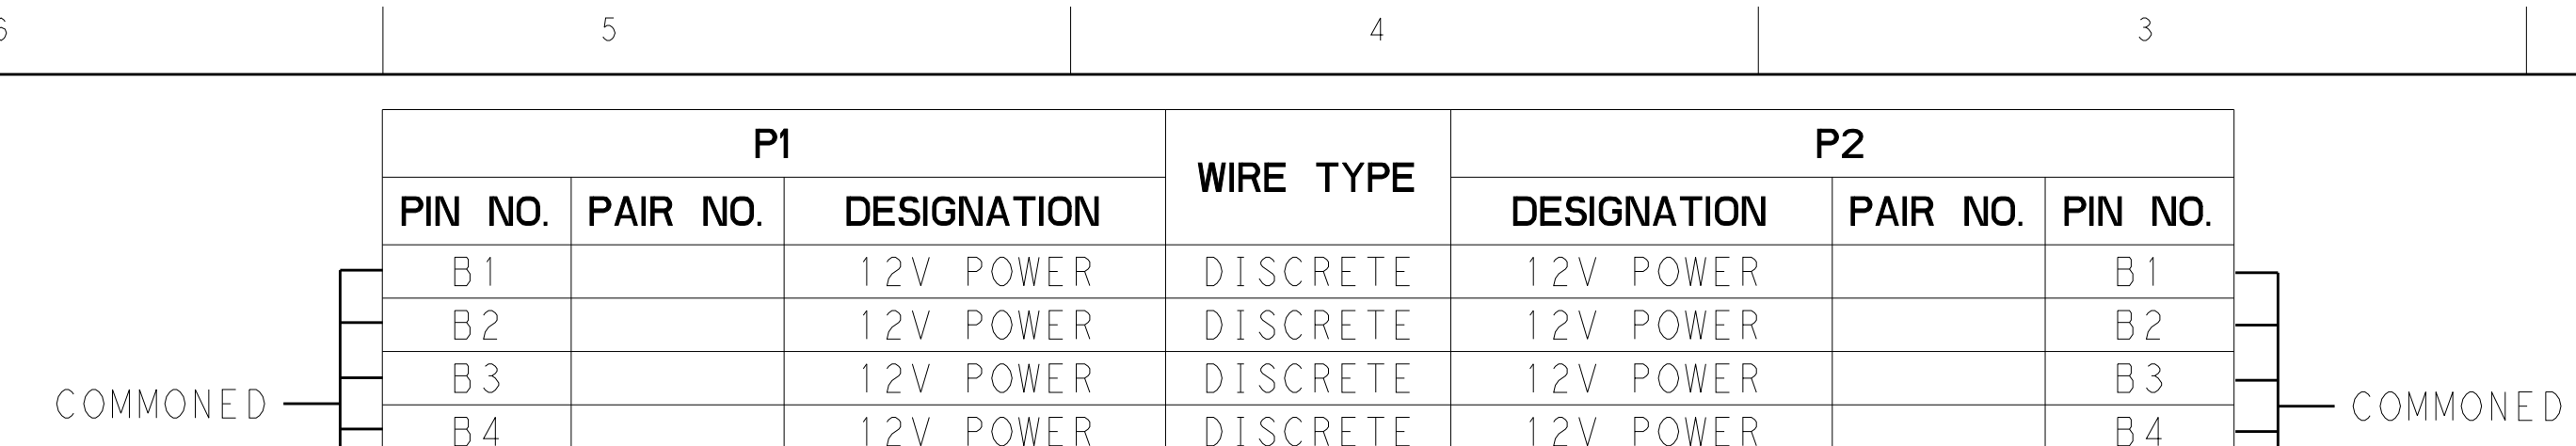 6 5 4 3
P1 WIRE TYPE P2
PIN NO. PAIR NO. DESIGNATION DESIGNATION PAIR NO. PIN NO.
B1 12V POWER DISCRETE 12V POWER B1
B2 12V POWER DISCRETE 12V POWER B2
B3 12V POWER DISCRETE 12V POWER B3
COMMONED COMMONED
B4 12V POWER DISCRETE 12V POWER B4